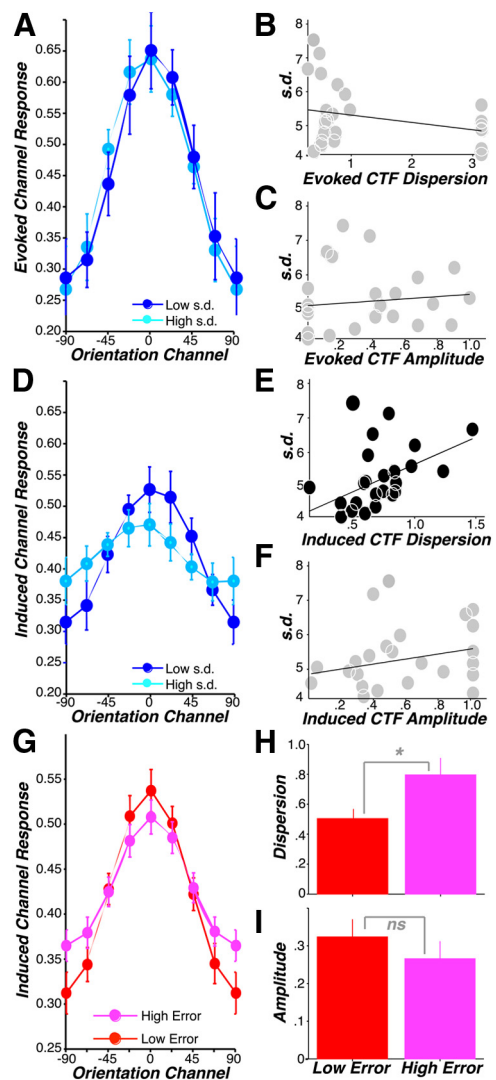 A
Evoked Channel Response
0.65
0.60
0.55
0.50
0.45
0.40
0.35
0.30
0.25
0.20
Low s.d.
High s.d.
-90 -45 0 45 90
Orientation Channel
B
s.d.
8
7
6
5
4
1 2 3
Evoked CTF Dispersion
C
s.d.
8
7
6
5
4
.2 .4 .6 .8 1.0
Evoked CTF Amplitude
D
Induced Channel Response
0.65
0.60
0.55
0.50
0.45
0.40
0.35
0.30
0.25
0.20
Low s.d.
High s.d.
-90 -45 0 45 90
Orientation Channel
E
s.d.
8
7
6
5
4
.5 1.0 1.5
Induced CTF Dispersion
F
s.d.
8
7
6
5
4
.2 .4 .6 .8 1.0
Induced CTF Amplitude
G
Induced Channel Response
0.55
0.50
0.45
0.40
0.35
0.30
0.25
High Error
Low Error
-90 -45 0 45 90
Orientation Channel
H
Dispersion
1.0
.8
.6
.4
.2
0
*
I
Amplitude
.3
.2
.1
0
ns
Low Error High Error